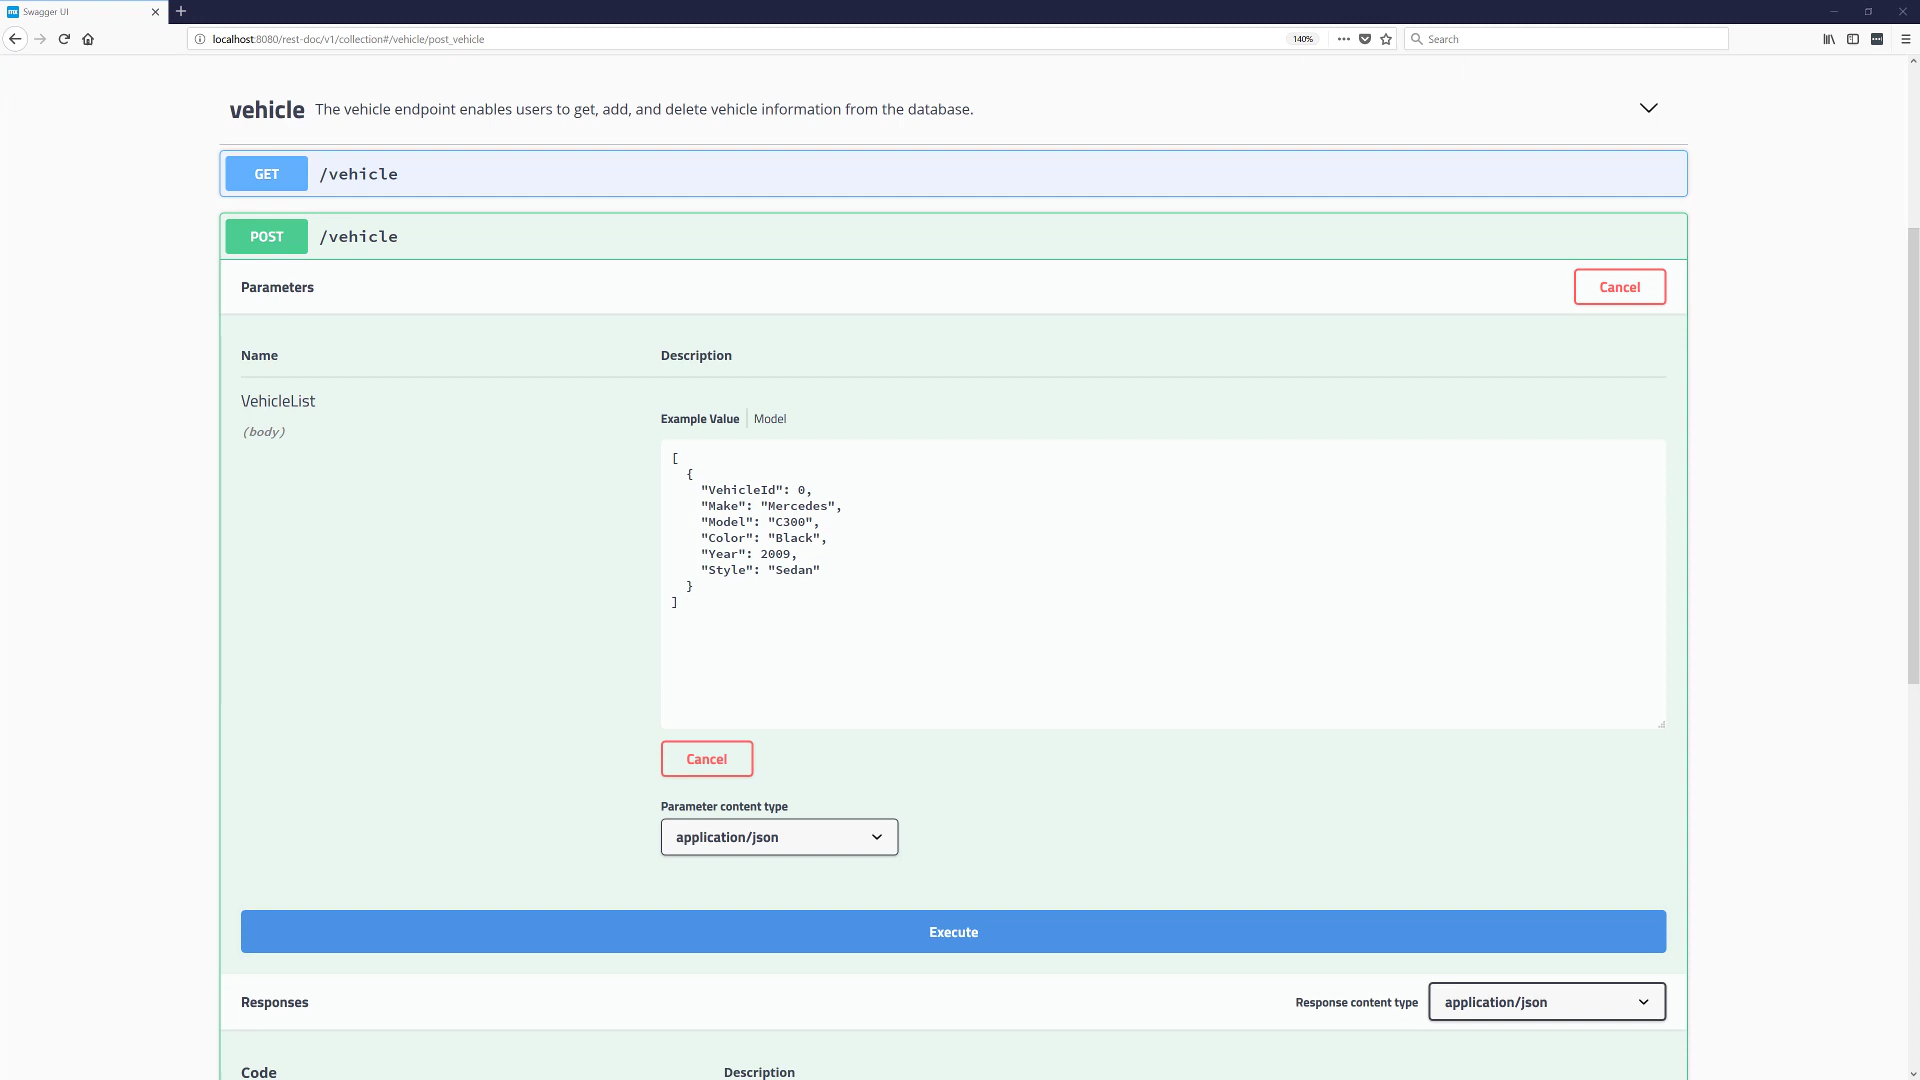 Swagger UI
localhost:8080/rest-doc/v1/collection#/vehicle/post_vehicle
140%
Search
vehicle The vehicle endpoint enables users to get, add, and delete vehicle information from the database.
GET /vehicle
POST /vehicle
Parameters
Cancel
Name Description
VehicleList
(body)
Example Value Model
[
{
"VehicleId": 0,
"Make": "Mercedes",
"Model": "C300",
"Color": "Black",
"Year": 2009,
"Style": "Sedan"
}
]
Cancel
Parameter content type
application/json
Execute
Responses Response content type application/json
Code Description